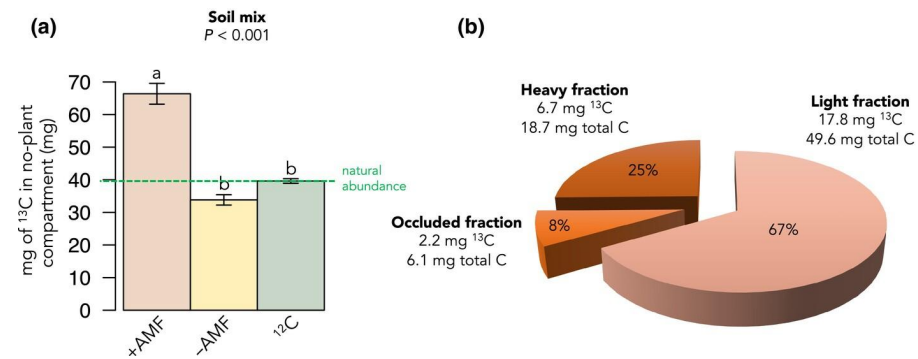 (a)
Soil mix
P < 0.001
mg of ¹³C in no-plant
compartment (mg)
70
60
50
40
30
20
10
0
a
b
b
natural
abundance
+AMF
–AMF
¹²C
(b)
Heavy fraction
6.7 mg ¹³C
18.7 mg total C
25%
Light fraction
17.8 mg ¹³C
49.6 mg total C
67%
Occluded fraction
2.2 mg ¹³C
6.1 mg total C
8%